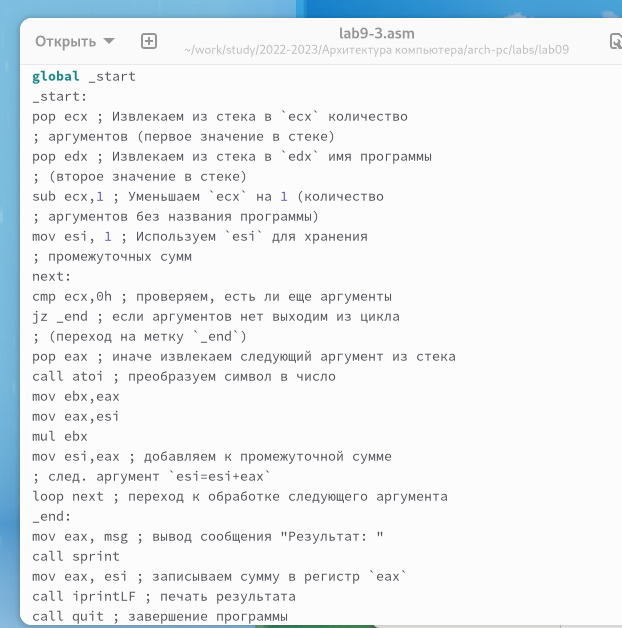 Открыть
lab9-3.asm
~/work/study/2022-2023/Архитектура компьютера/arch-pc/labs/lab09
global _start
_start:
pop ecx ; Извлекаем из стека в `ecx` количество
; аргументов (первое значение в стеке)
pop edx ; Извлекаем из стека в `edx` имя программы
; (второе значение в стеке)
sub ecx,1 ; Уменьшаем `ecx` на 1 (количество
; аргументов без названия программы)
mov esi, 1 ; Используем `esi` для хранения
; промежуточных сумм
next:
cmp ecx,0h ; проверяем, есть ли еще аргументы
jz _end ; если аргументов нет выходим из цикла
; (переход на метку `_end`)
pop eax ; иначе извлекаем следующий аргумент из стека
call atoi ; преобразуем символ в число
mov ebx,eax
mov eax,esi
mul ebx
mov esi,eax ; добавляем к промежуточной сумме
; след. аргумент `esi=esi+eax`
loop next ; переход к обработке следующего аргумента
_end:
mov eax, msg ; вывод сообщения "Результат: "
call sprint
mov eax, esi ; записываем сумму в регистр `eax`
call iprintLF ; печать результата
call quit ; завершение программы